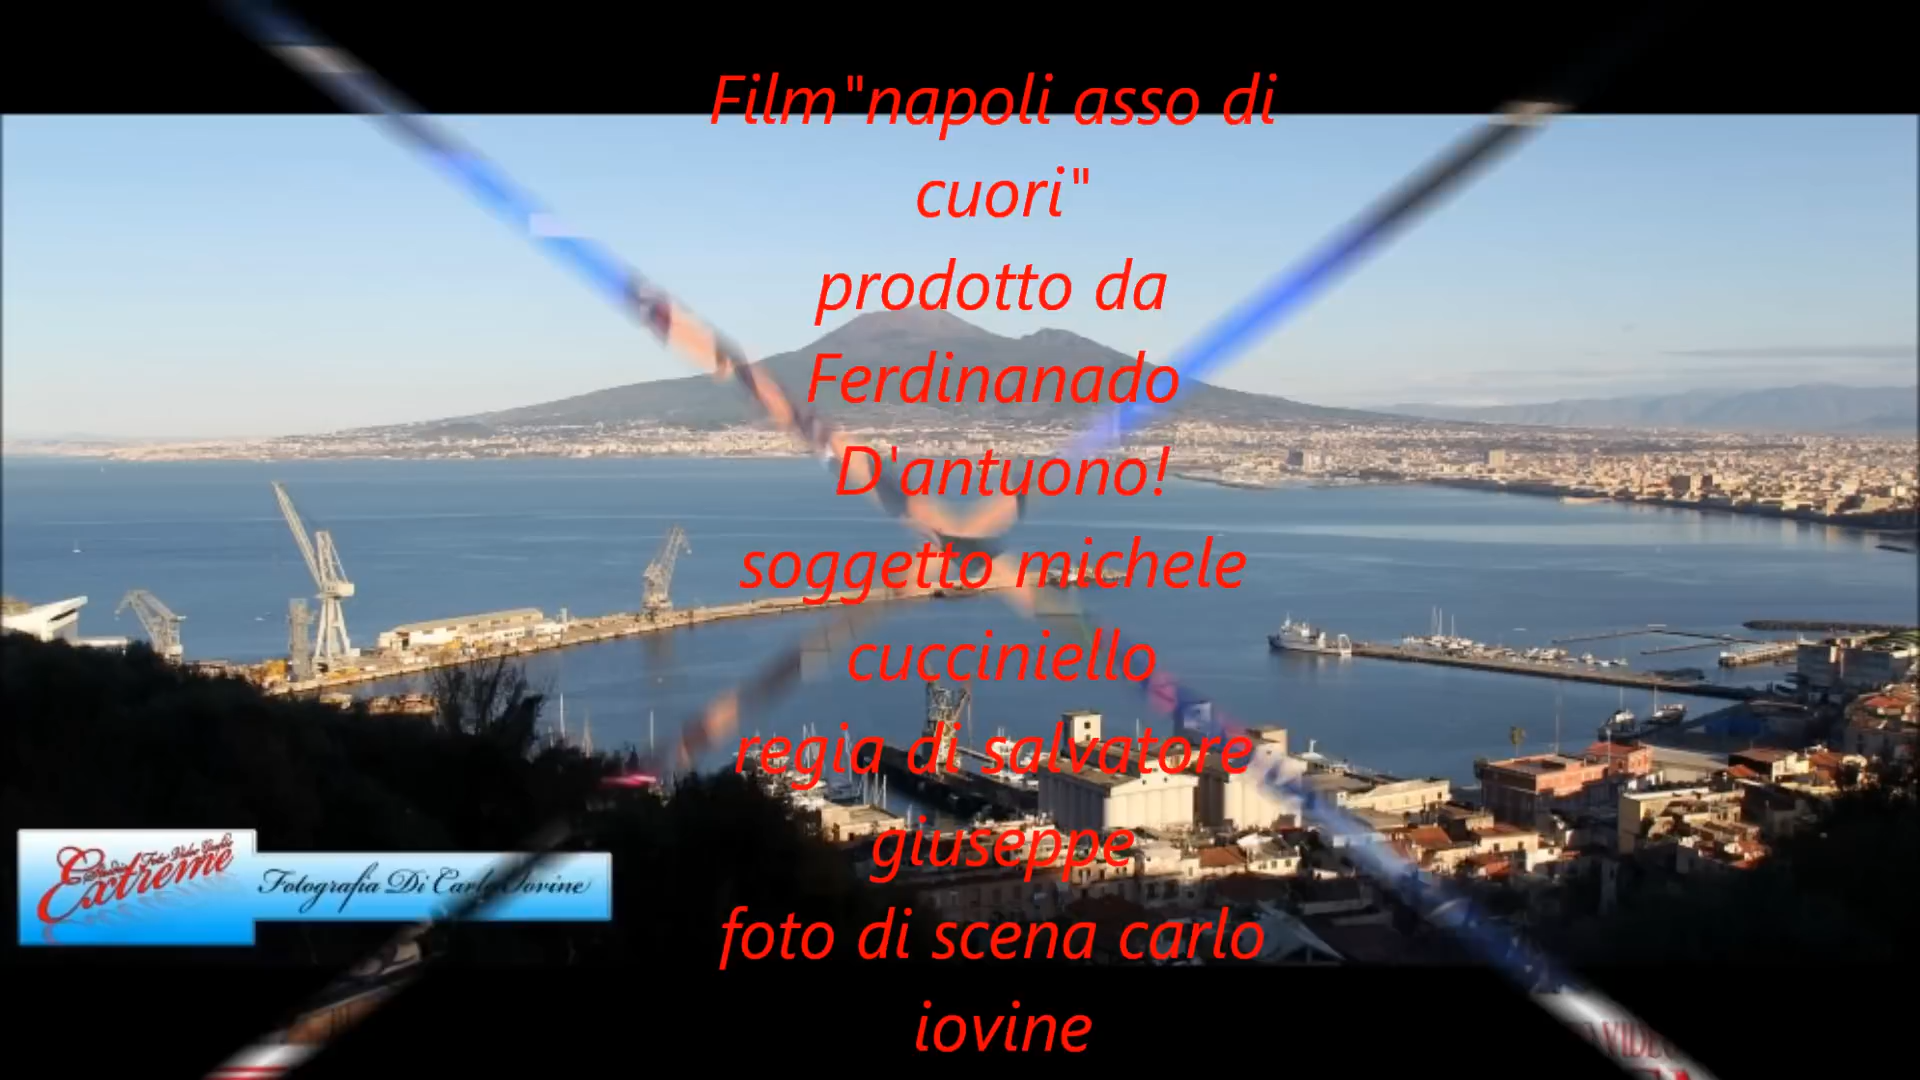 Film"napoli asso di
cuori"
prodotto da
Ferdinanado
D'antuono!
soggetto michele
cucciniello
regia di salvatore
giuseppe
foto di scena carlo
iovine
Extreme
Fotografia Di Carlo Iovine
VIDEO